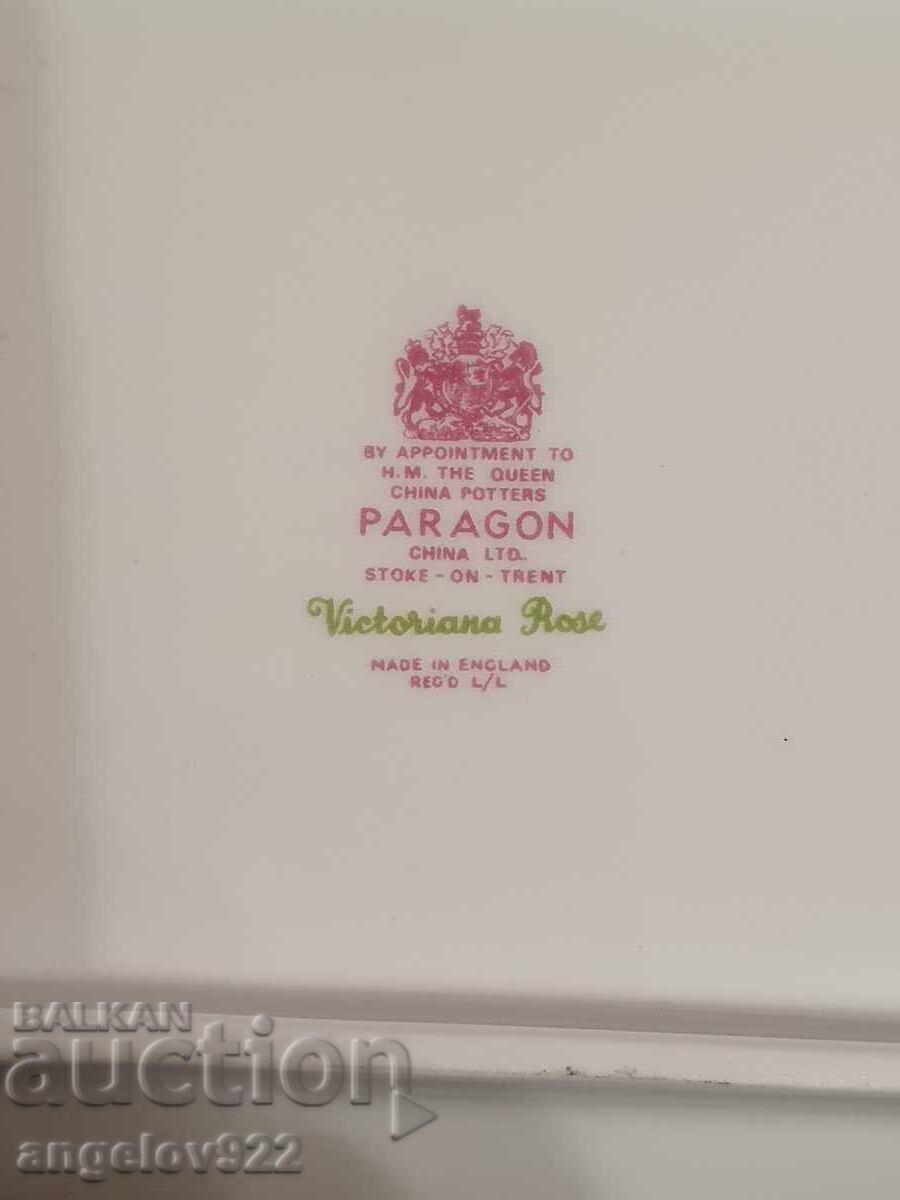 BY APPOINTMENT TO
H.M. THE QUEEN
CHINA POTTERS
PARAGON
CHINA LTD.
STOKE - ON - TRENT
Victoriana Rose
MADE IN ENGLAND
REG'D L/L
BALKAN
auction
angelov922